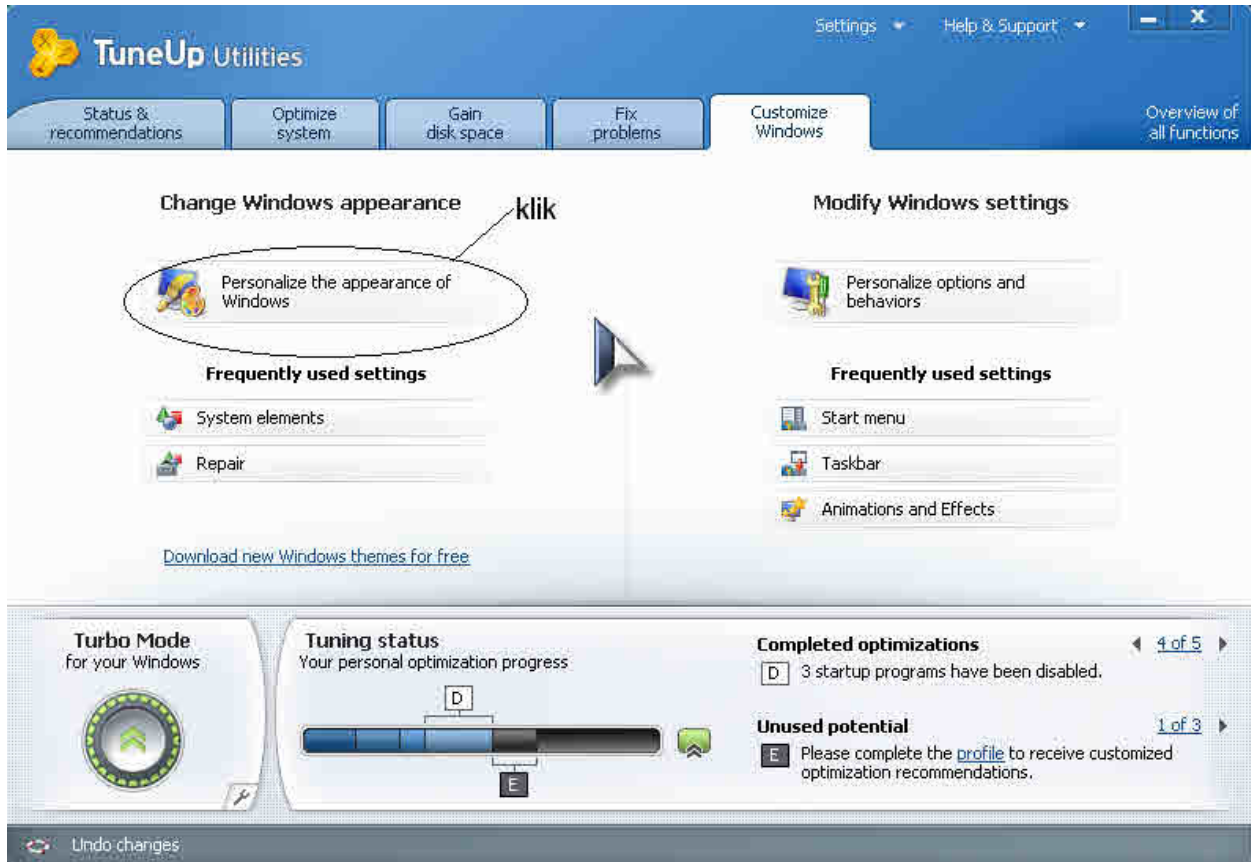 TuneUp Utilities
Settings
Help & Support
Status &
recommendations
Optimize
system
Gain
disk space
Fix
problems
Customize
Windows
Overview of
all functions
Change Windows appearance
klik
Personalize the appearance of
Windows
Frequently used settings
System elements
Repair
Download new Windows themes for free
Modify Windows settings
Personalize options and
behaviors
Frequently used settings
Start menu
Taskbar
Animations and Effects
Turbo Mode
for your Windows
Tuning status
Your personal optimization progress
D
E
Completed optimizations
4 of 5
D 3 startup programs have been disabled.
Unused potential
1 of 3
E Please complete the profile to receive customized
optimization recommendations.
Undo changes